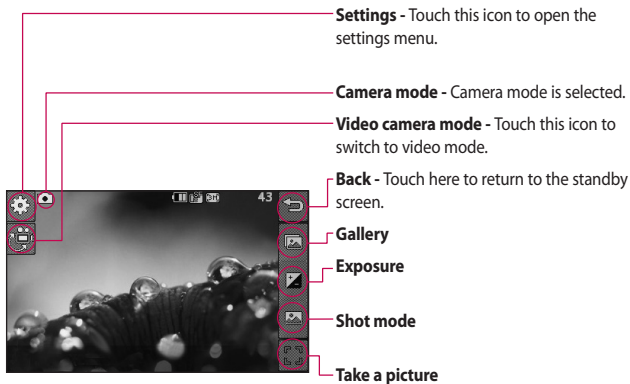 Settings - Touch this icon to open the
settings menu.
Camera mode - Camera mode is selected.
Video camera mode - Touch this icon to
switch to video mode.
Back - Touch here to return to the standby
screen.
43
Gallery
Exposure
Shot mode
Take a picture